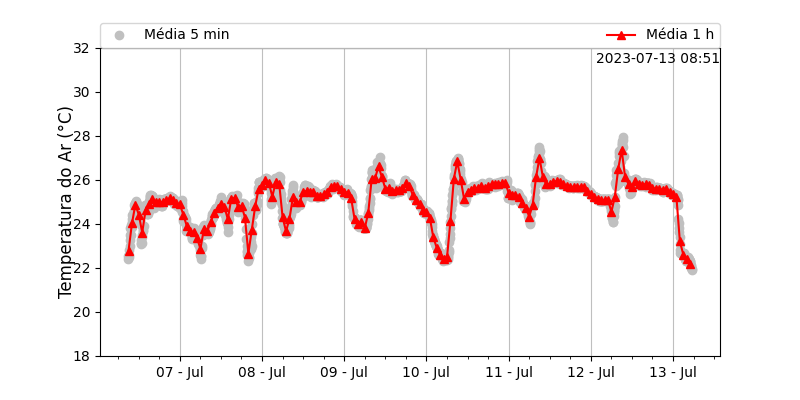 Média 5 min
Média 1 h
2023-07-13 08:51
Temperatura do Ar (°C)
32
30
28
26
24
22
20
18
07 - Jul
08 - Jul
09 - Jul
10 - Jul
11 - Jul
12 - Jul
13 - Jul